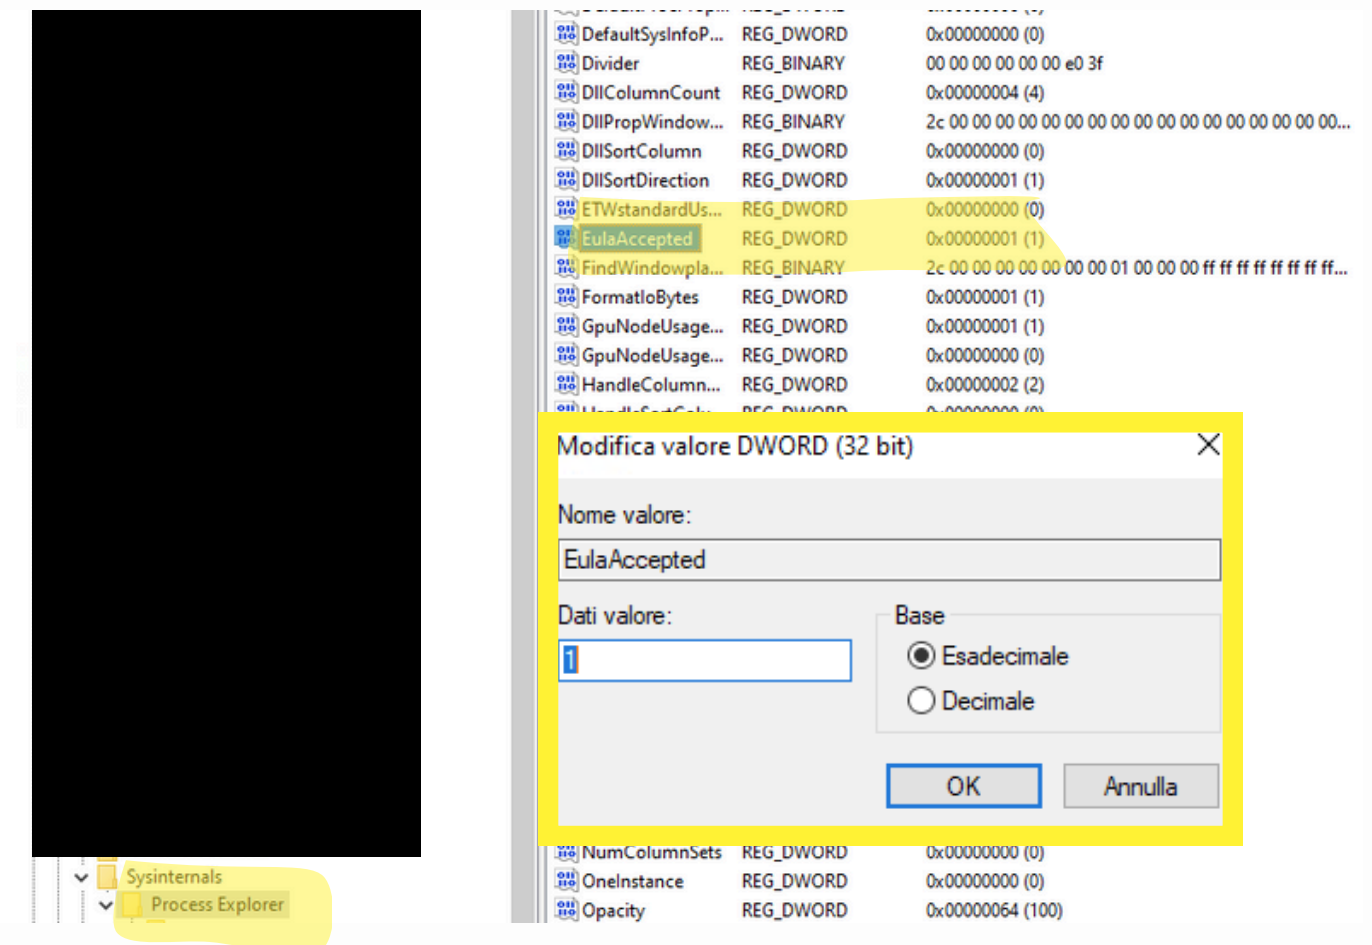 DefaultSysInfoP... REG_DWORD 0x00000000 (0)
Divider REG_BINARY 00 00 00 00 00 00 e0 3f
DllColumnCount REG_DWORD 0x00000004 (4)
DllPropWindow... REG_BINARY 2c 00 00 00 00 00 00 00 00 00 00 00 00 00 00 00 00 00...
DllSortColumn REG_DWORD 0x00000000 (0)
DllSortDirection REG_DWORD 0x00000001 (1)
ETWstandardUs... REG_DWORD 0x00000000 (0)
EulaAccepted REG_DWORD 0x00000001 (1)
FindWindowpla... REG_BINARY 2c 00 00 00 00 00 00 00 01 00 00 00 ff ff ff ff ff ff ff ff...
FormatIoBytes REG_DWORD 0x00000001 (1)
GpuNodeUsage... REG_DWORD 0x00000001 (1)
GpuNodeUsage... REG_DWORD 0x00000000 (0)
HandleColumn... REG_DWORD 0x00000002 (2)
Modifica valore DWORD (32 bit)
Nome valore:
EulaAccepted
Dati valore:
1
Base
Esadecimale
Decimale
OK
Annulla
NumColumnSets REG_DWORD 0x00000000 (0)
OneInstance REG_DWORD 0x00000000 (0)
Opacity REG_DWORD 0x00000064 (100)
Sysinternals
Process Explorer